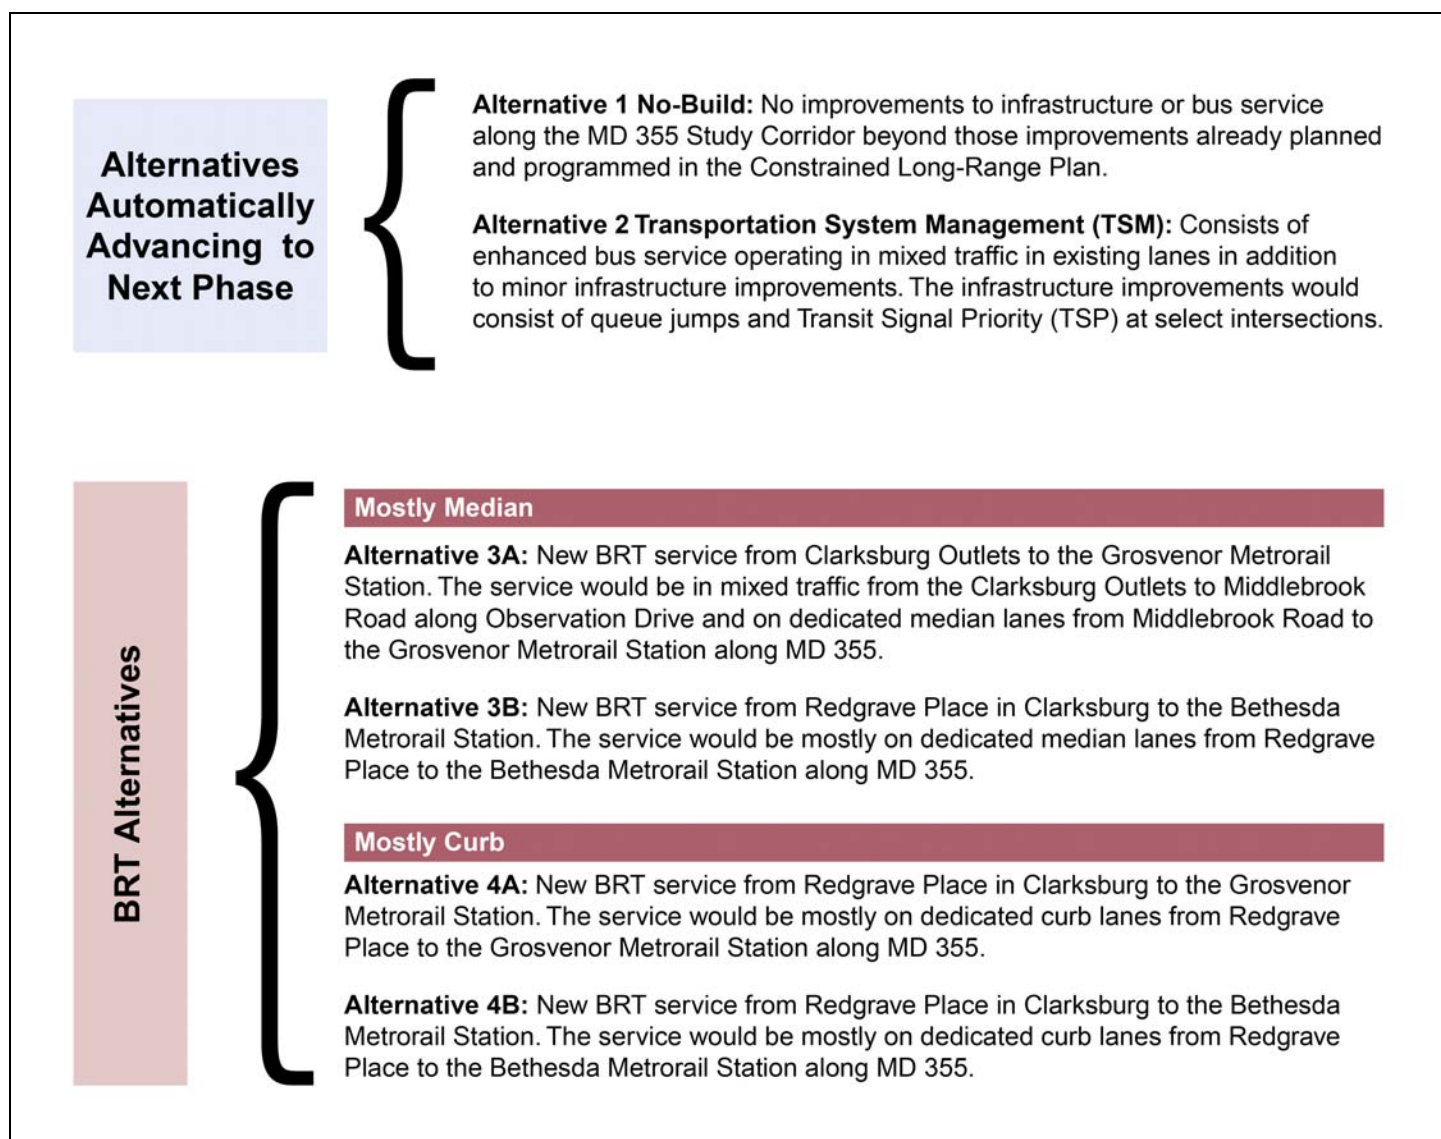 Alternatives
Automatically
Advancing to
Next Phase
Alternative 1 No-Build: No improvements to infrastructure or bus service
along the MD 355 Study Corridor beyond those improvements already planned
and programmed in the Constrained Long-Range Plan.
Alternative 2 Transportation System Management (TSM): Consists of
enhanced bus service operating in mixed traffic in existing lanes in addition
to minor infrastructure improvements. The infrastructure improvements would
consist of queue jumps and Transit Signal Priority (TSP) at select intersections.
BRT Alternatives
Mostly Median
Alternative 3A: New BRT service from Clarksburg Outlets to the Grosvenor Metrorail
Station. The service would be in mixed traffic from the Clarksburg Outlets to Middlebrook
Road along Observation Drive and on dedicated median lanes from Middlebrook Road to
the Grosvenor Metrorail Station along MD 355.
Alternative 3B: New BRT service from Redgrave Place in Clarksburg to the Bethesda
Metrorail Station. The service would be mostly on dedicated median lanes from Redgrave
Place to the Bethesda Metrorail Station along MD 355.
Mostly Curb
Alternative 4A: New BRT service from Redgrave Place in Clarksburg to the Grosvenor
Metrorail Station. The service would be mostly on dedicated curb lanes from Redgrave
Place to the Grosvenor Metrorail Station along MD 355.
Alternative 4B: New BRT service from Redgrave Place in Clarksburg to the Bethesda
Metrorail Station. The service would be mostly on dedicated curb lanes from Redgrave
Place to the Bethesda Metrorail Station along MD 355.